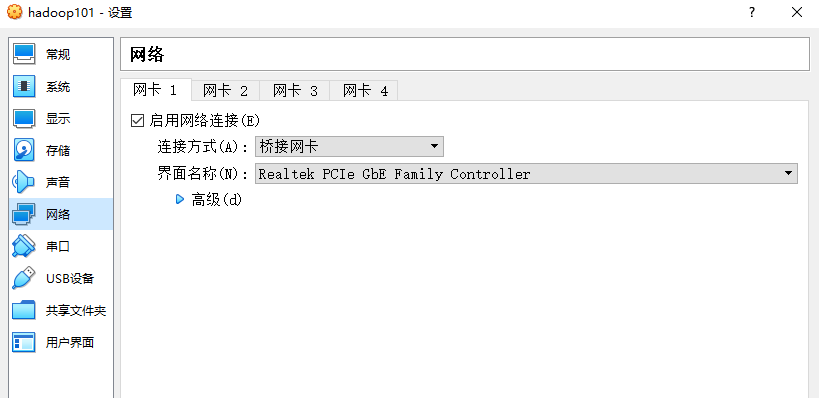 hadoop101 - 设置
?
常规
系统
显示
存储
声音
网络
串口
USB设备
共享文件夹
用户界面
网络
网卡 1 网卡 2 网卡 3 网卡 4
启用网络连接(E)
连接方式(A): 桥接网卡
界面名称(N): Realtek PCIe GbE Family Controller
高级(d)